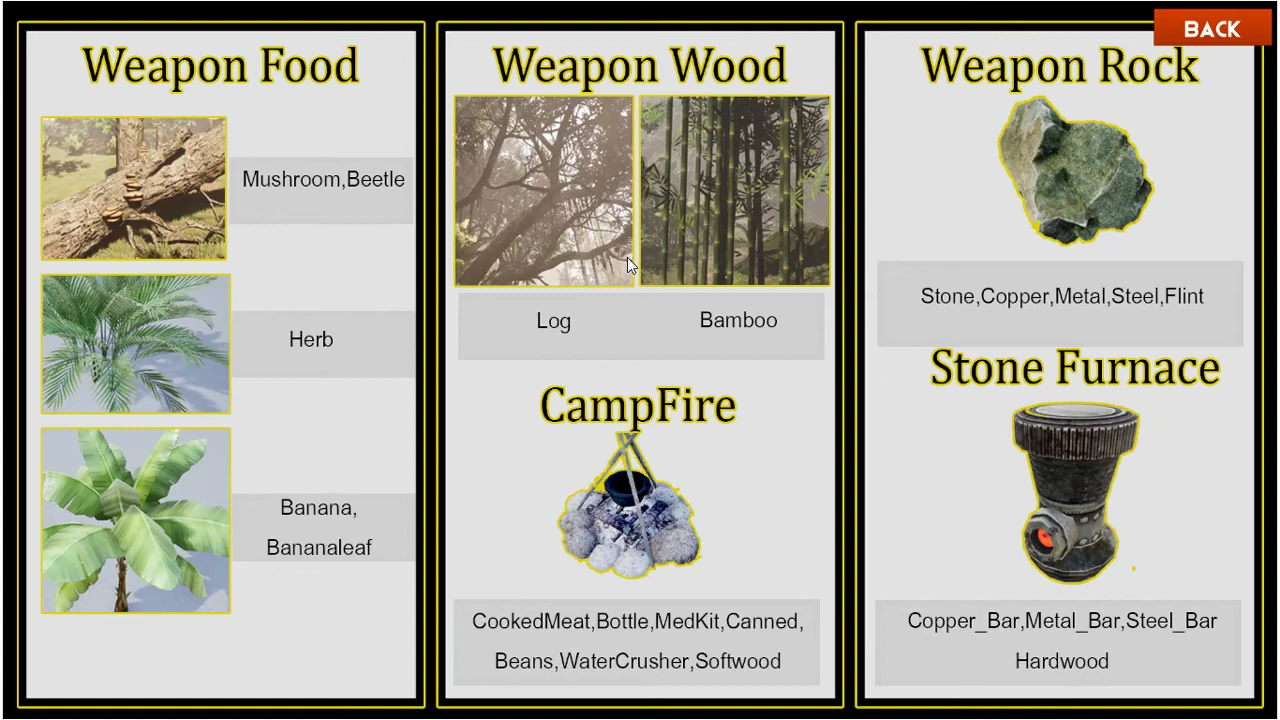 BACK
Weapon Food
Mushroom,Beetle
Herb
Banana,
Bananaleaf
Weapon Wood
Log
Bamboo
CampFire
CookedMeat,Bottle,MedKit,Canned,
Beans,WaterCrusher,Softwood
Weapon Rock
Stone,Copper,Metal,Steel,Flint
Stone Furnace
Copper_Bar,Metal_Bar,Steel_Bar
Hardwood